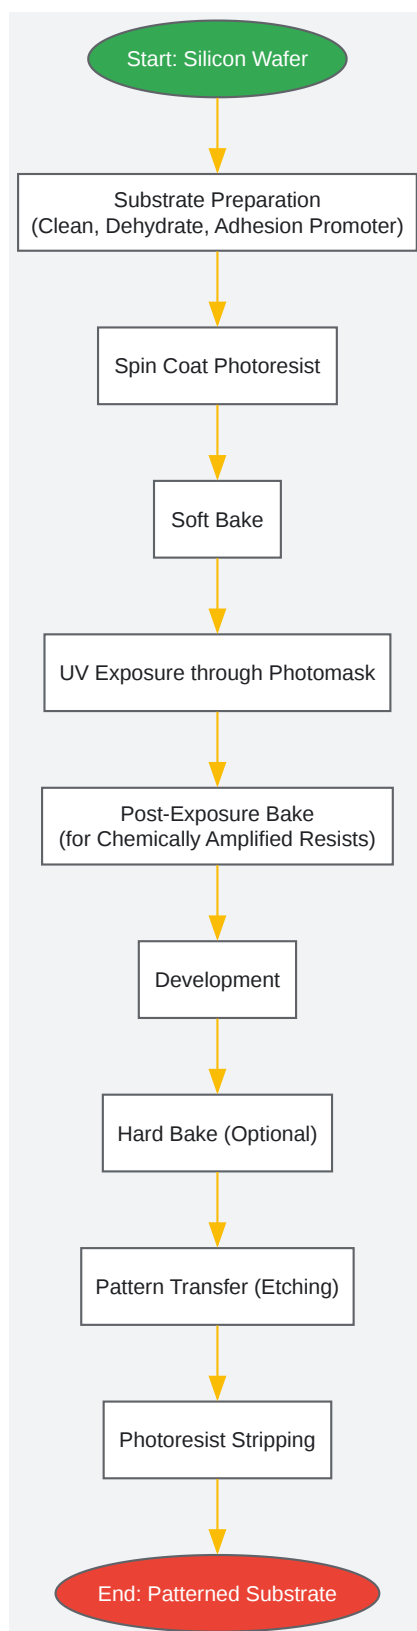 Start: Silicon Wafer
Substrate Preparation
(Clean, Dehydrate, Adhesion Promoter)
Spin Coat Photoresist
Soft Bake
UV Exposure through Photomask
Post-Exposure Bake
(for Chemically Amplified Resists)
Development
Hard Bake (Optional)
Pattern Transfer (Etching)
Photoresist Stripping
End: Patterned Substrate